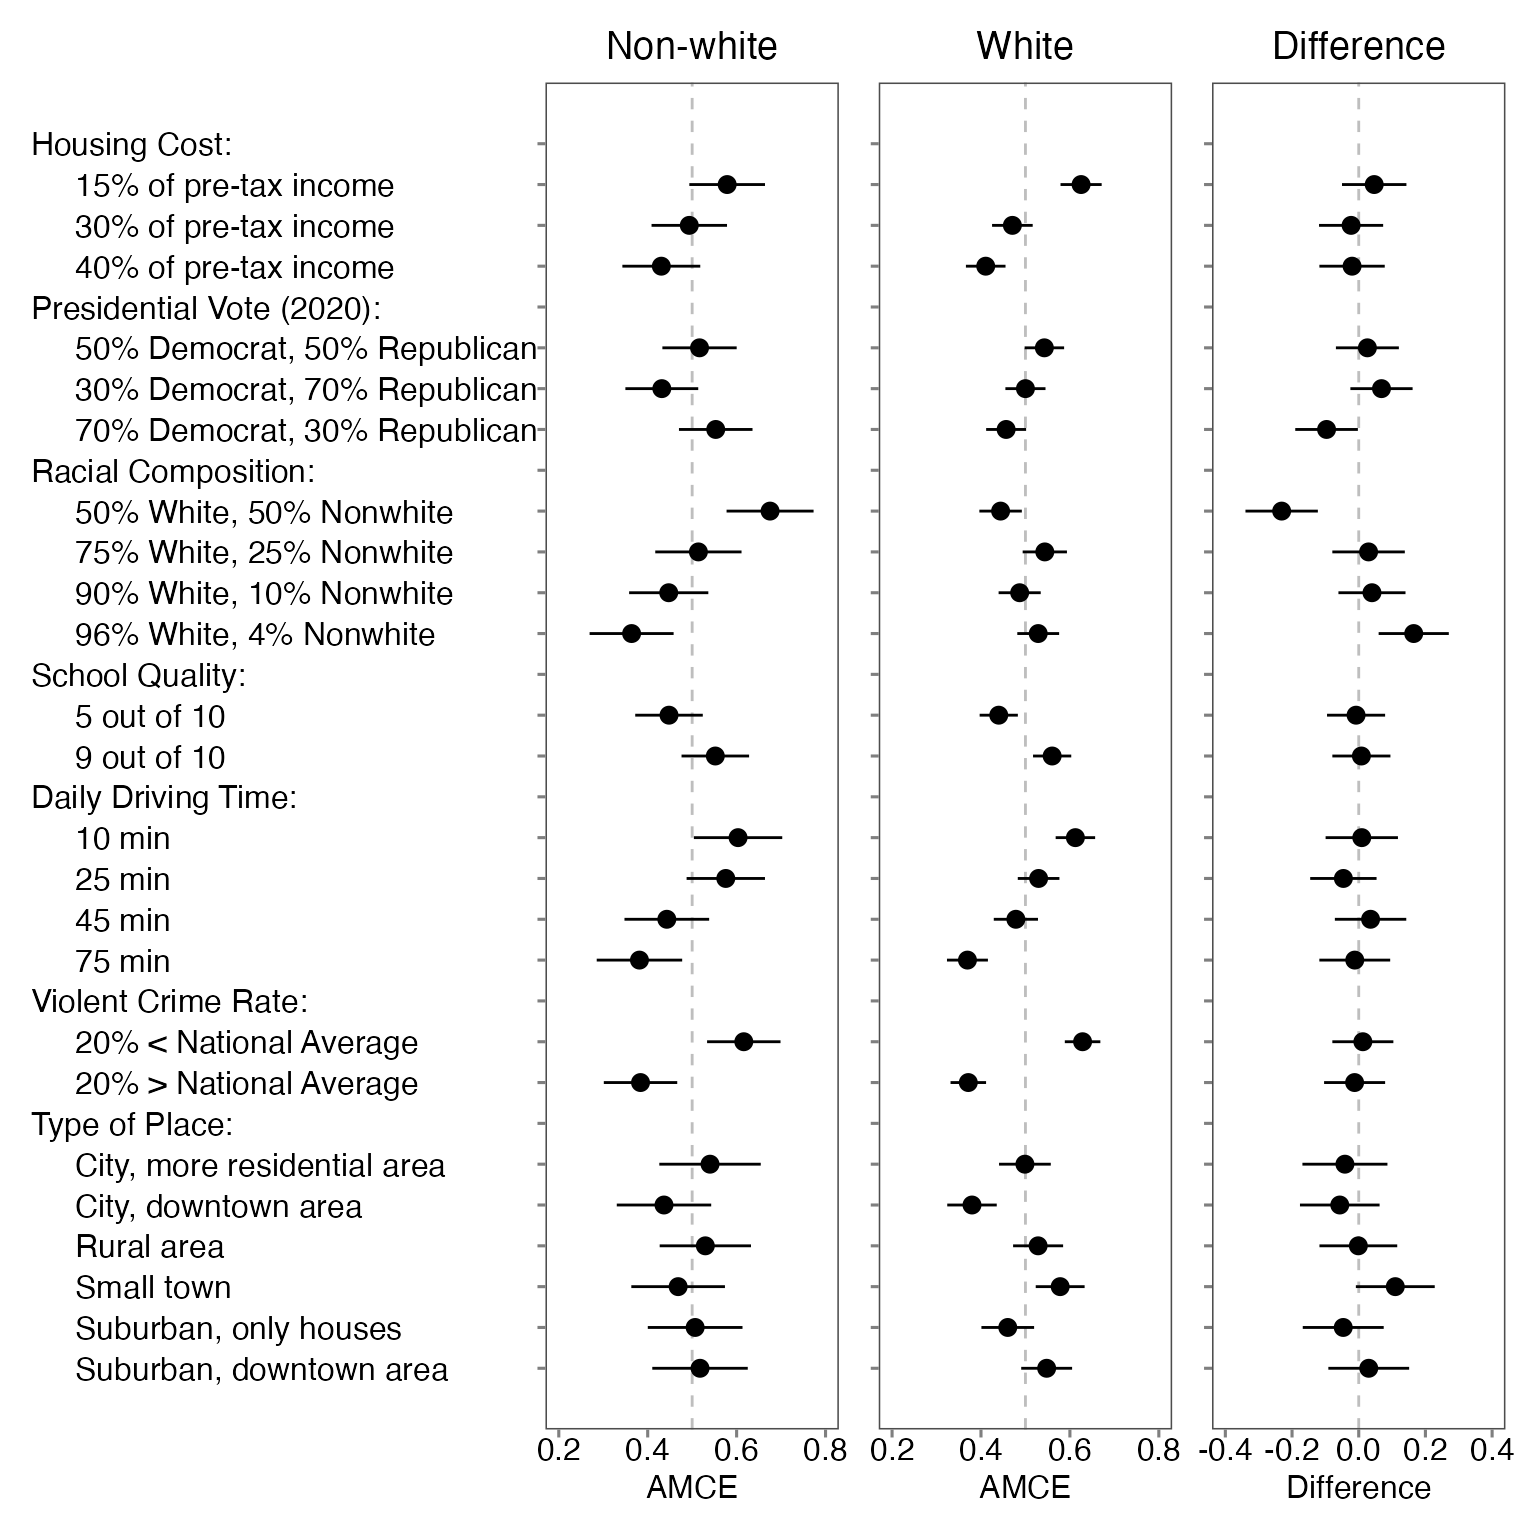 Non-white White Difference
Housing Cost:
15% of pre-tax income
30% of pre-tax income
40% of pre-tax income
Presidential Vote (2020):
50% Democrat, 50% Republican
30% Democrat, 70% Republican
70% Democrat, 30% Republican
Racial Composition:
50% White, 50% Nonwhite
75% White, 25% Nonwhite
90% White, 10% Nonwhite
96% White, 4% Nonwhite
School Quality:
5 out of 10
9 out of 10
Daily Driving Time:
10 min
25 min
45 min
75 min
Violent Crime Rate:
20% < National Average
20% > National Average
Type of Place:
City, more residential area
City, downtown area
Rural area
Small town
Suburban, only houses
Suburban, downtown area
0.2 0.4 0.6 0.8 0.2 0.4 0.6 0.8 -0.4 -0.2 0.0 0.2 0.4
AMCE AMCE Difference